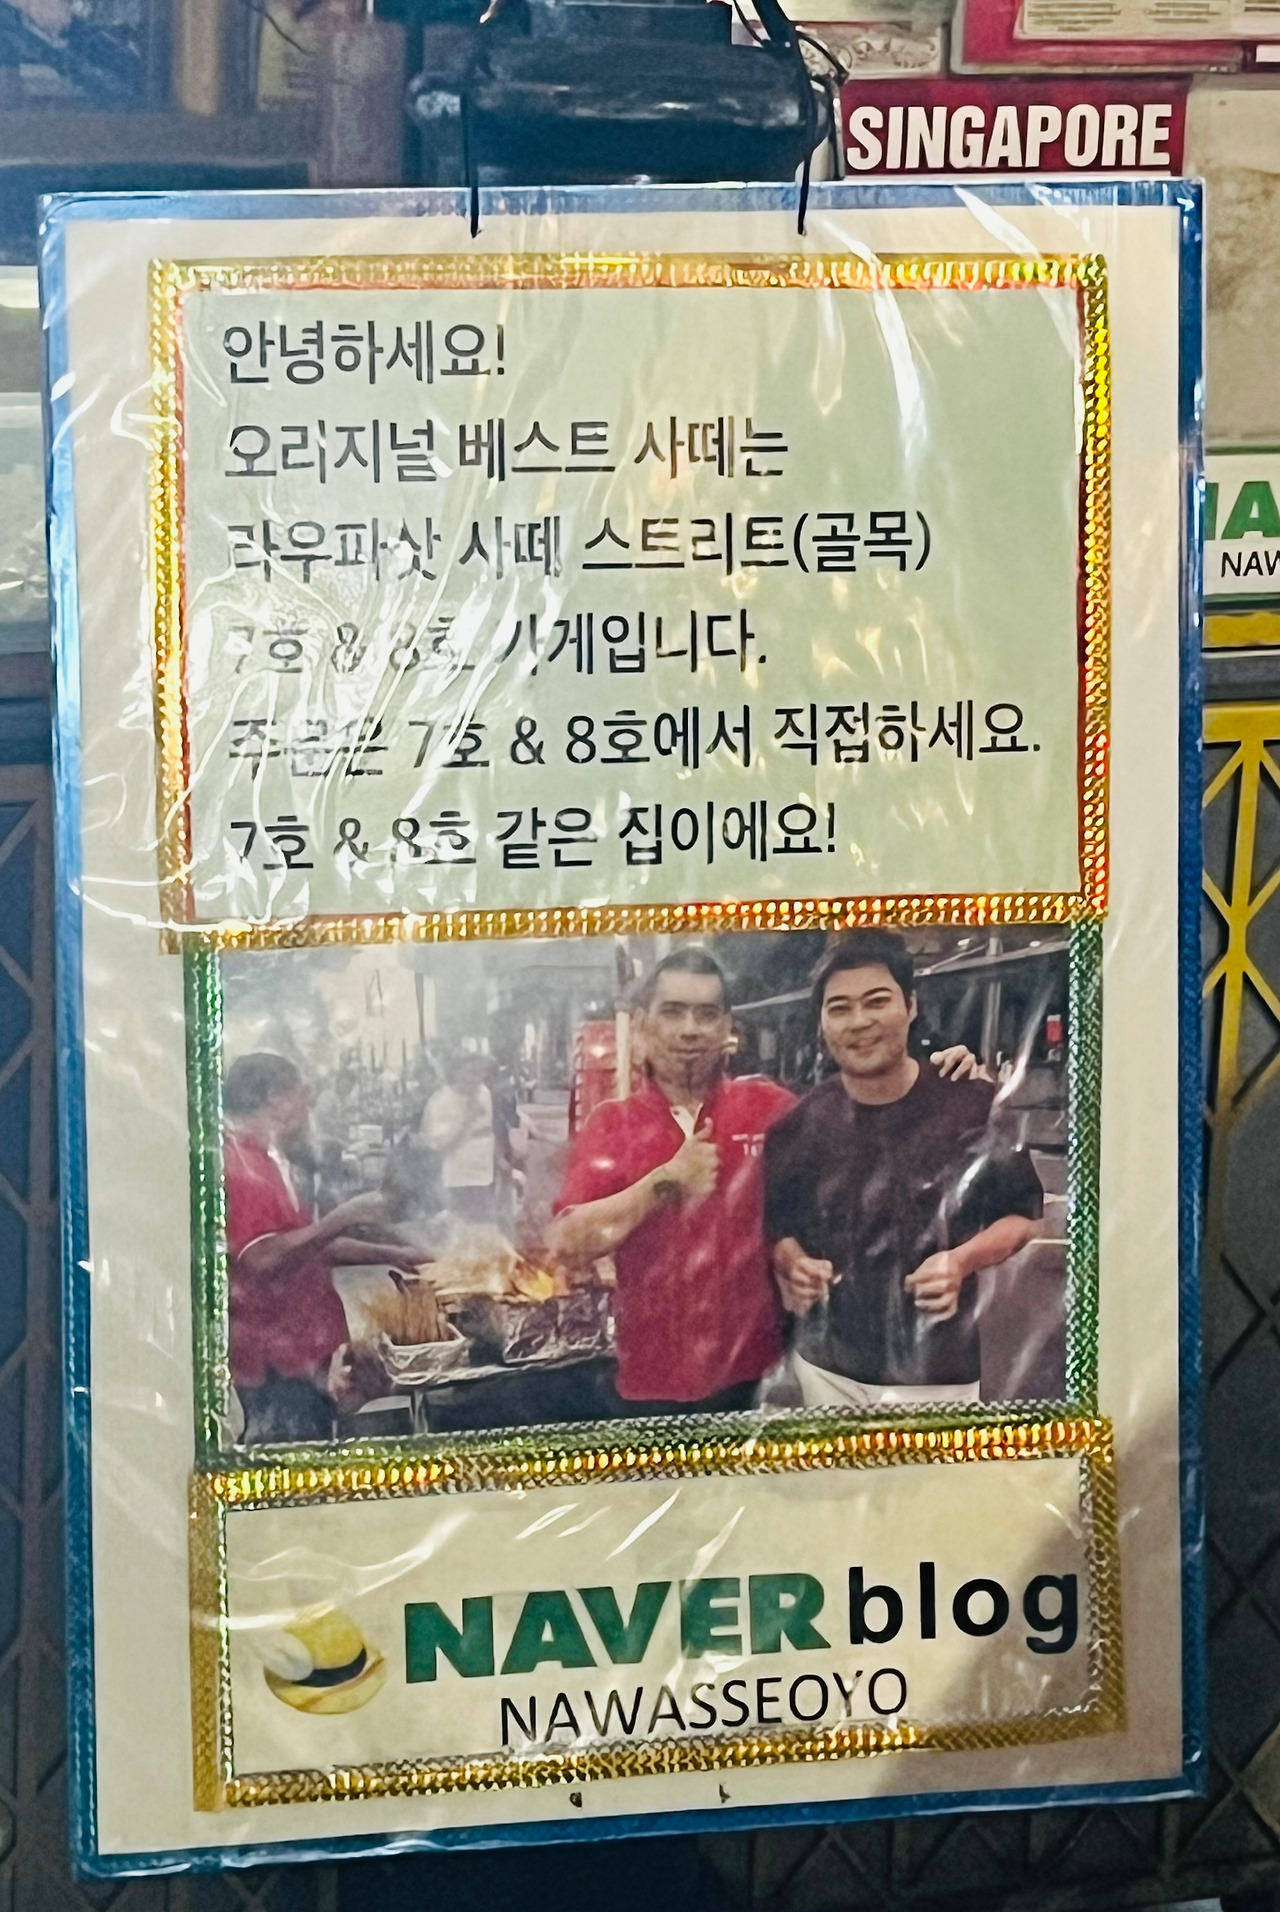 SINGAPORE
안녕하세요!
오리지널 베스트 사떼는
라우파삿 사떼 스트리트(골목)
7호 & 8호 가게입니다.
주문은 7호 & 8호에서 직접하세요.
7호 & 8호 같은 집이에요!
NAVER blog
NAWASSEOYO